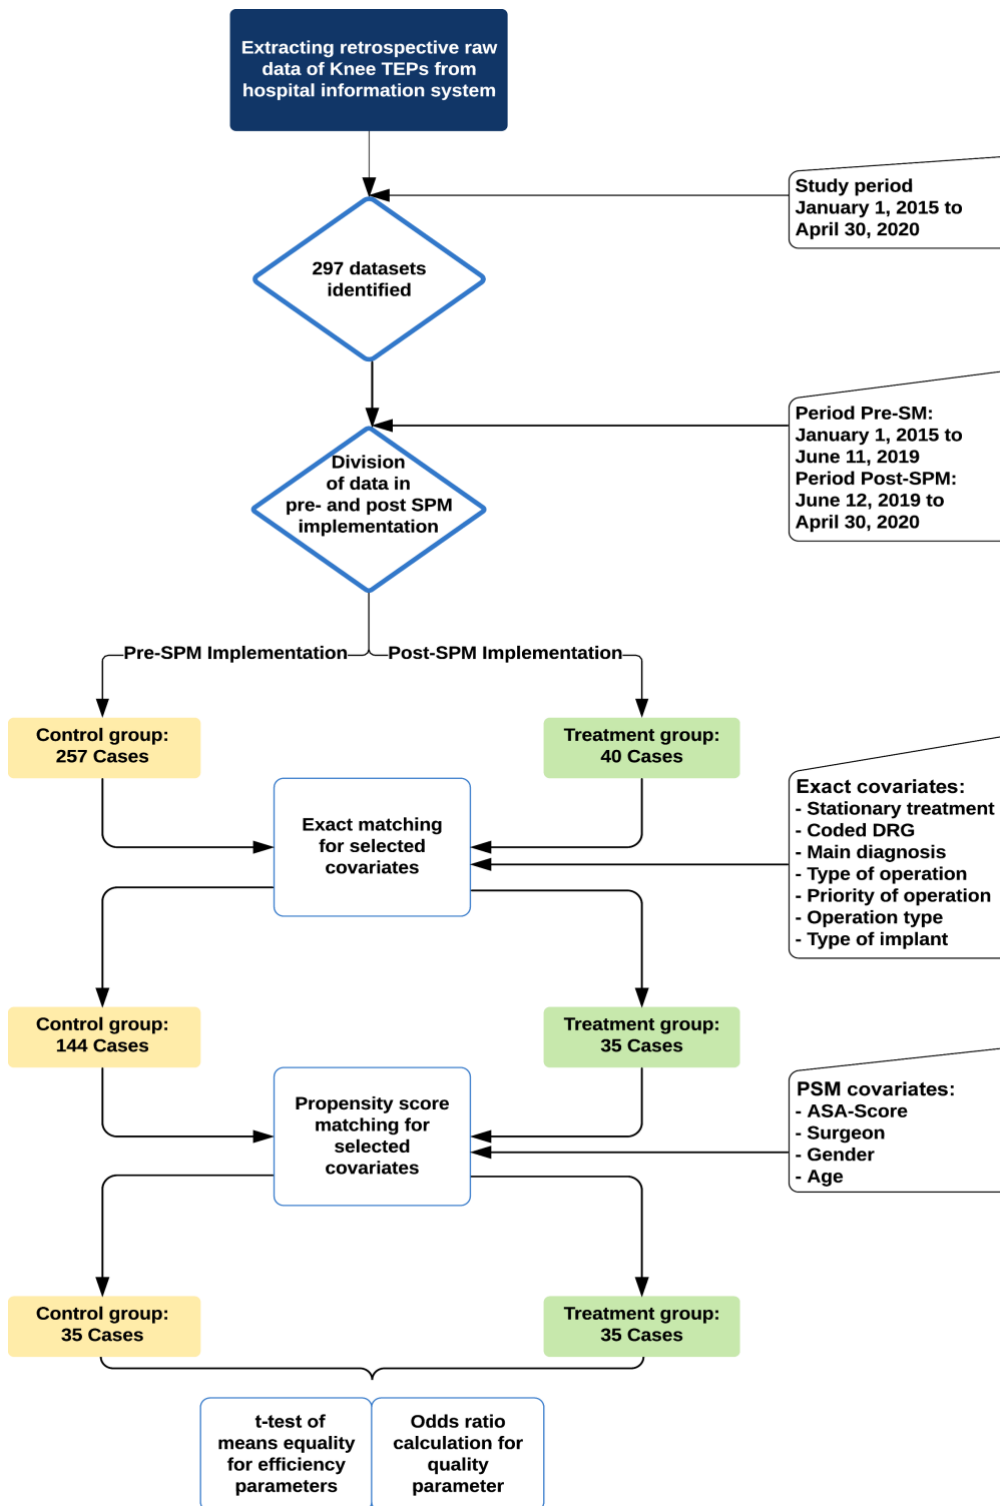 Extracting retrospective raw
data of Knee TEPs from
hospital information system
Study period
January 1, 2015 to
April 30, 2020
297 datasets
identified
Period Pre-SM:
January 1, 2015 to
June 11, 2019
Period Post-SPM:
June 12, 2019 to
April 30, 2020
Division
of data in
pre- and post SPM
implementation
Pre-SPM Implementation
Post-SPM Implementation
Control group:
257 Cases
Treatment group:
40 Cases
Exact matching
for selected
covariates
Exact covariates:
- Stationary treatment
- Coded DRG
- Main diagnosis
- Type of operation
- Priority of operation
- Operation type
- Type of implant
Control group:
144 Cases
Treatment group:
35 Cases
Propensity score
matching for
selected
covariates
PSM covariates:
- ASA-Score
- Surgeon
- Gender
- Age
Control group:
35 Cases
Treatment group:
35 Cases
t-test of
means equality
for efficiency
parameters
Odds ratio
calculation for
quality
parameter